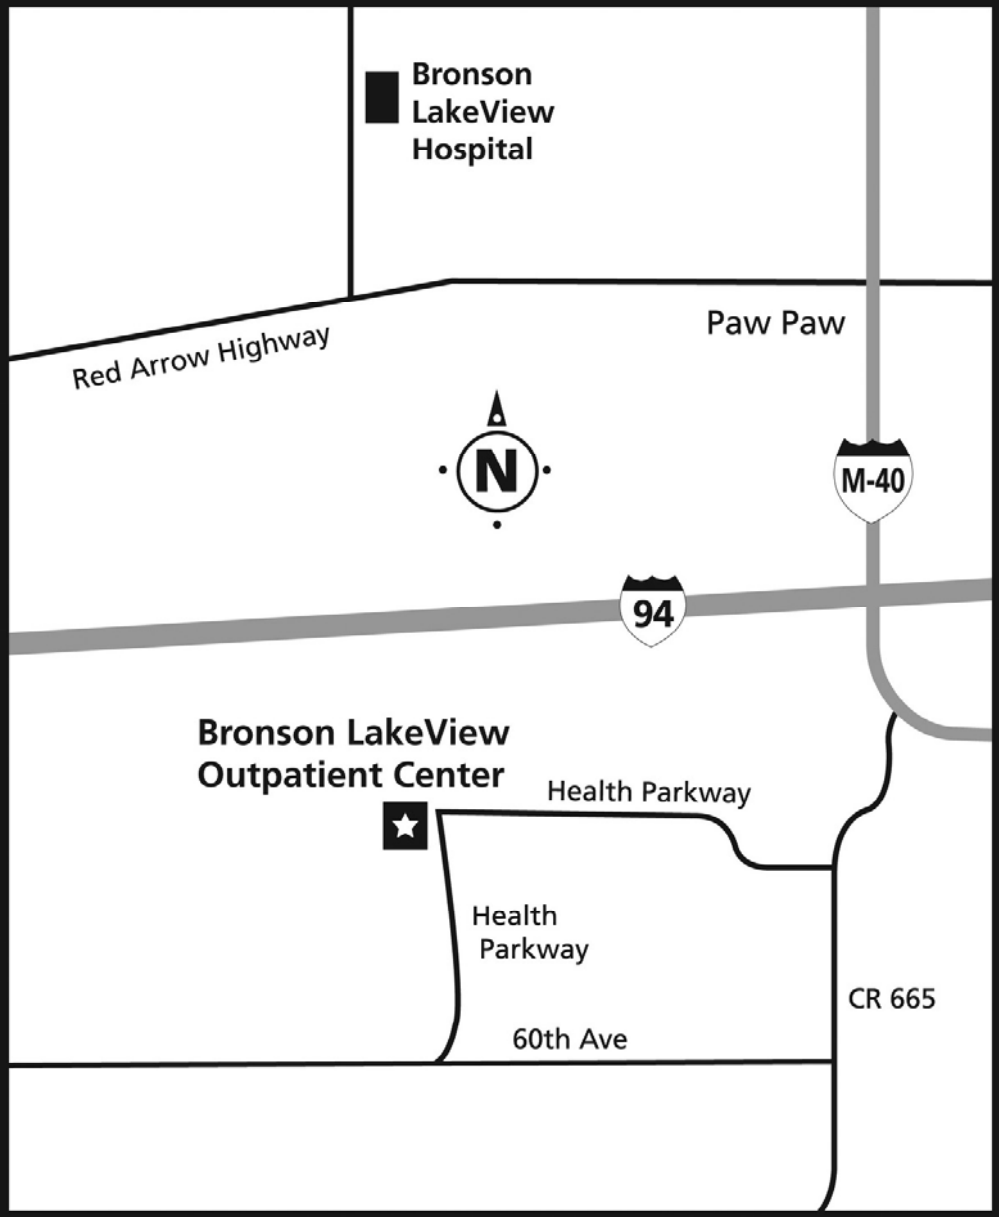 Bronson
LakeView
Hospital
Paw Paw
Red Arrow Highway
N
M-40
94
Bronson LakeView
Outpatient Center
Health Parkway
Health
Parkway
CR 665
60th Ave